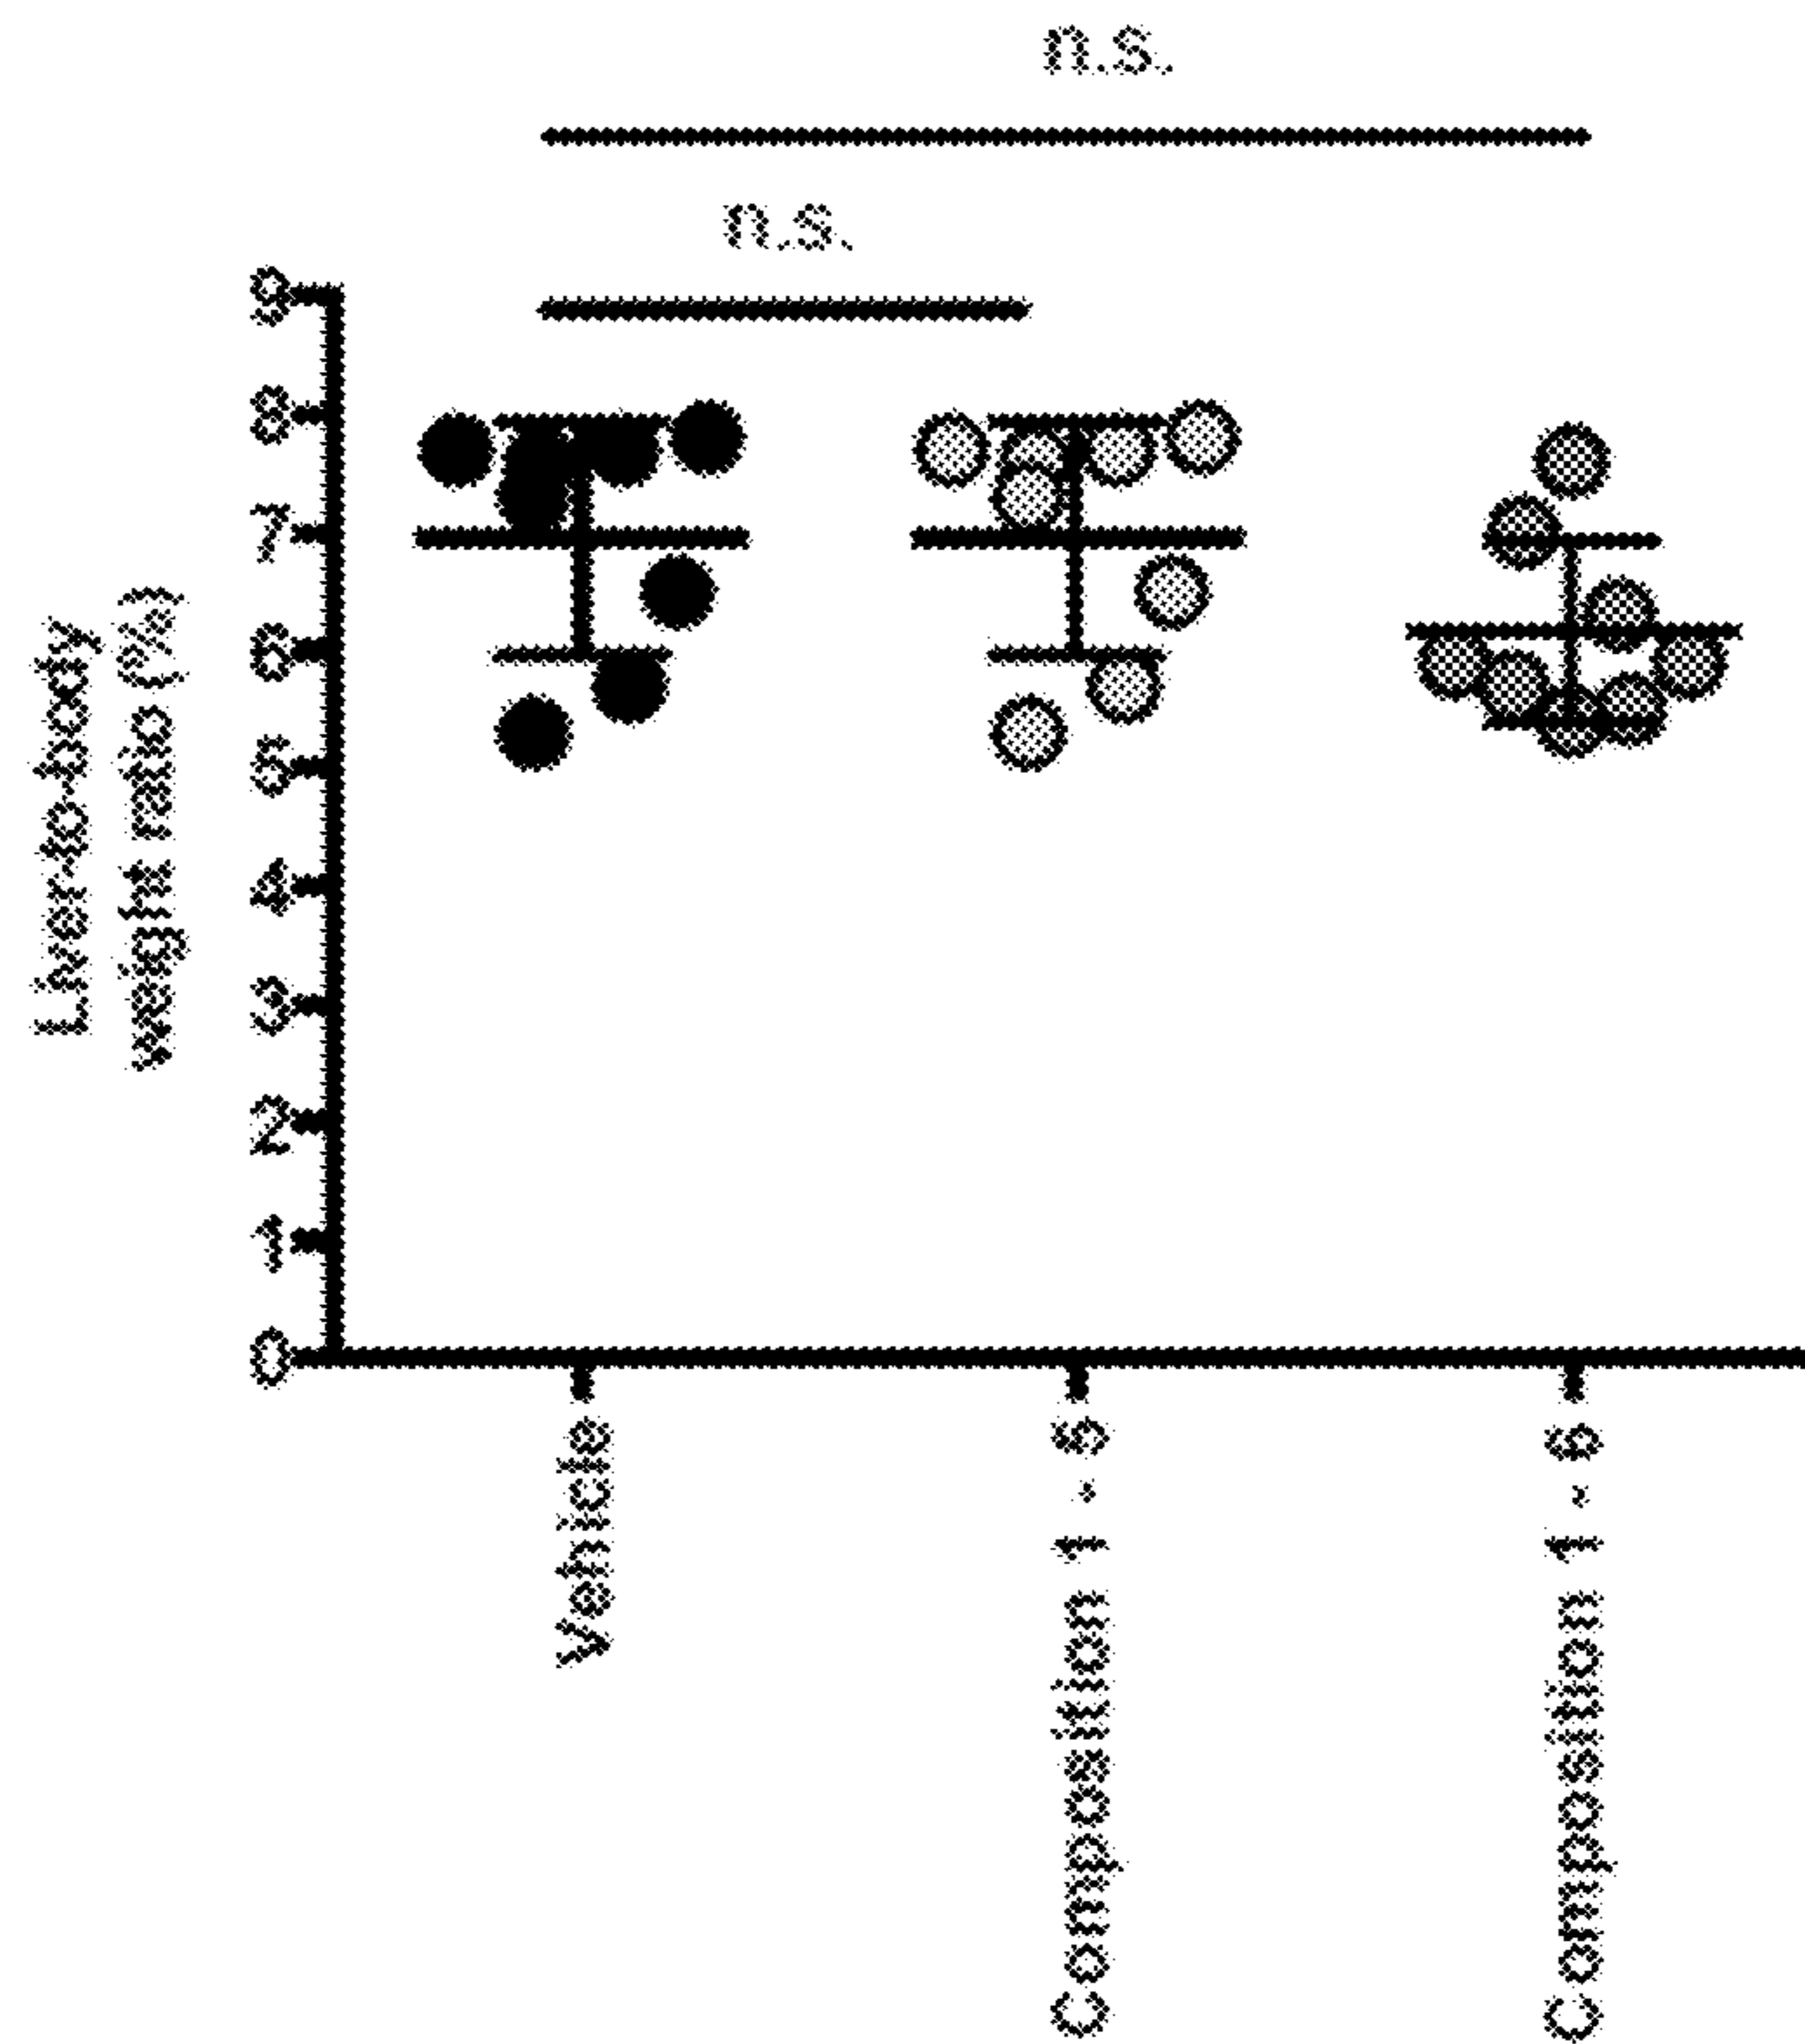 n.s.
n.s.
Liver-to-body
weight ratio (%)
9
8
7
6
5
4
3
2
1
0
Vehicle
Composition 1 - 5
Composition 1 - 6